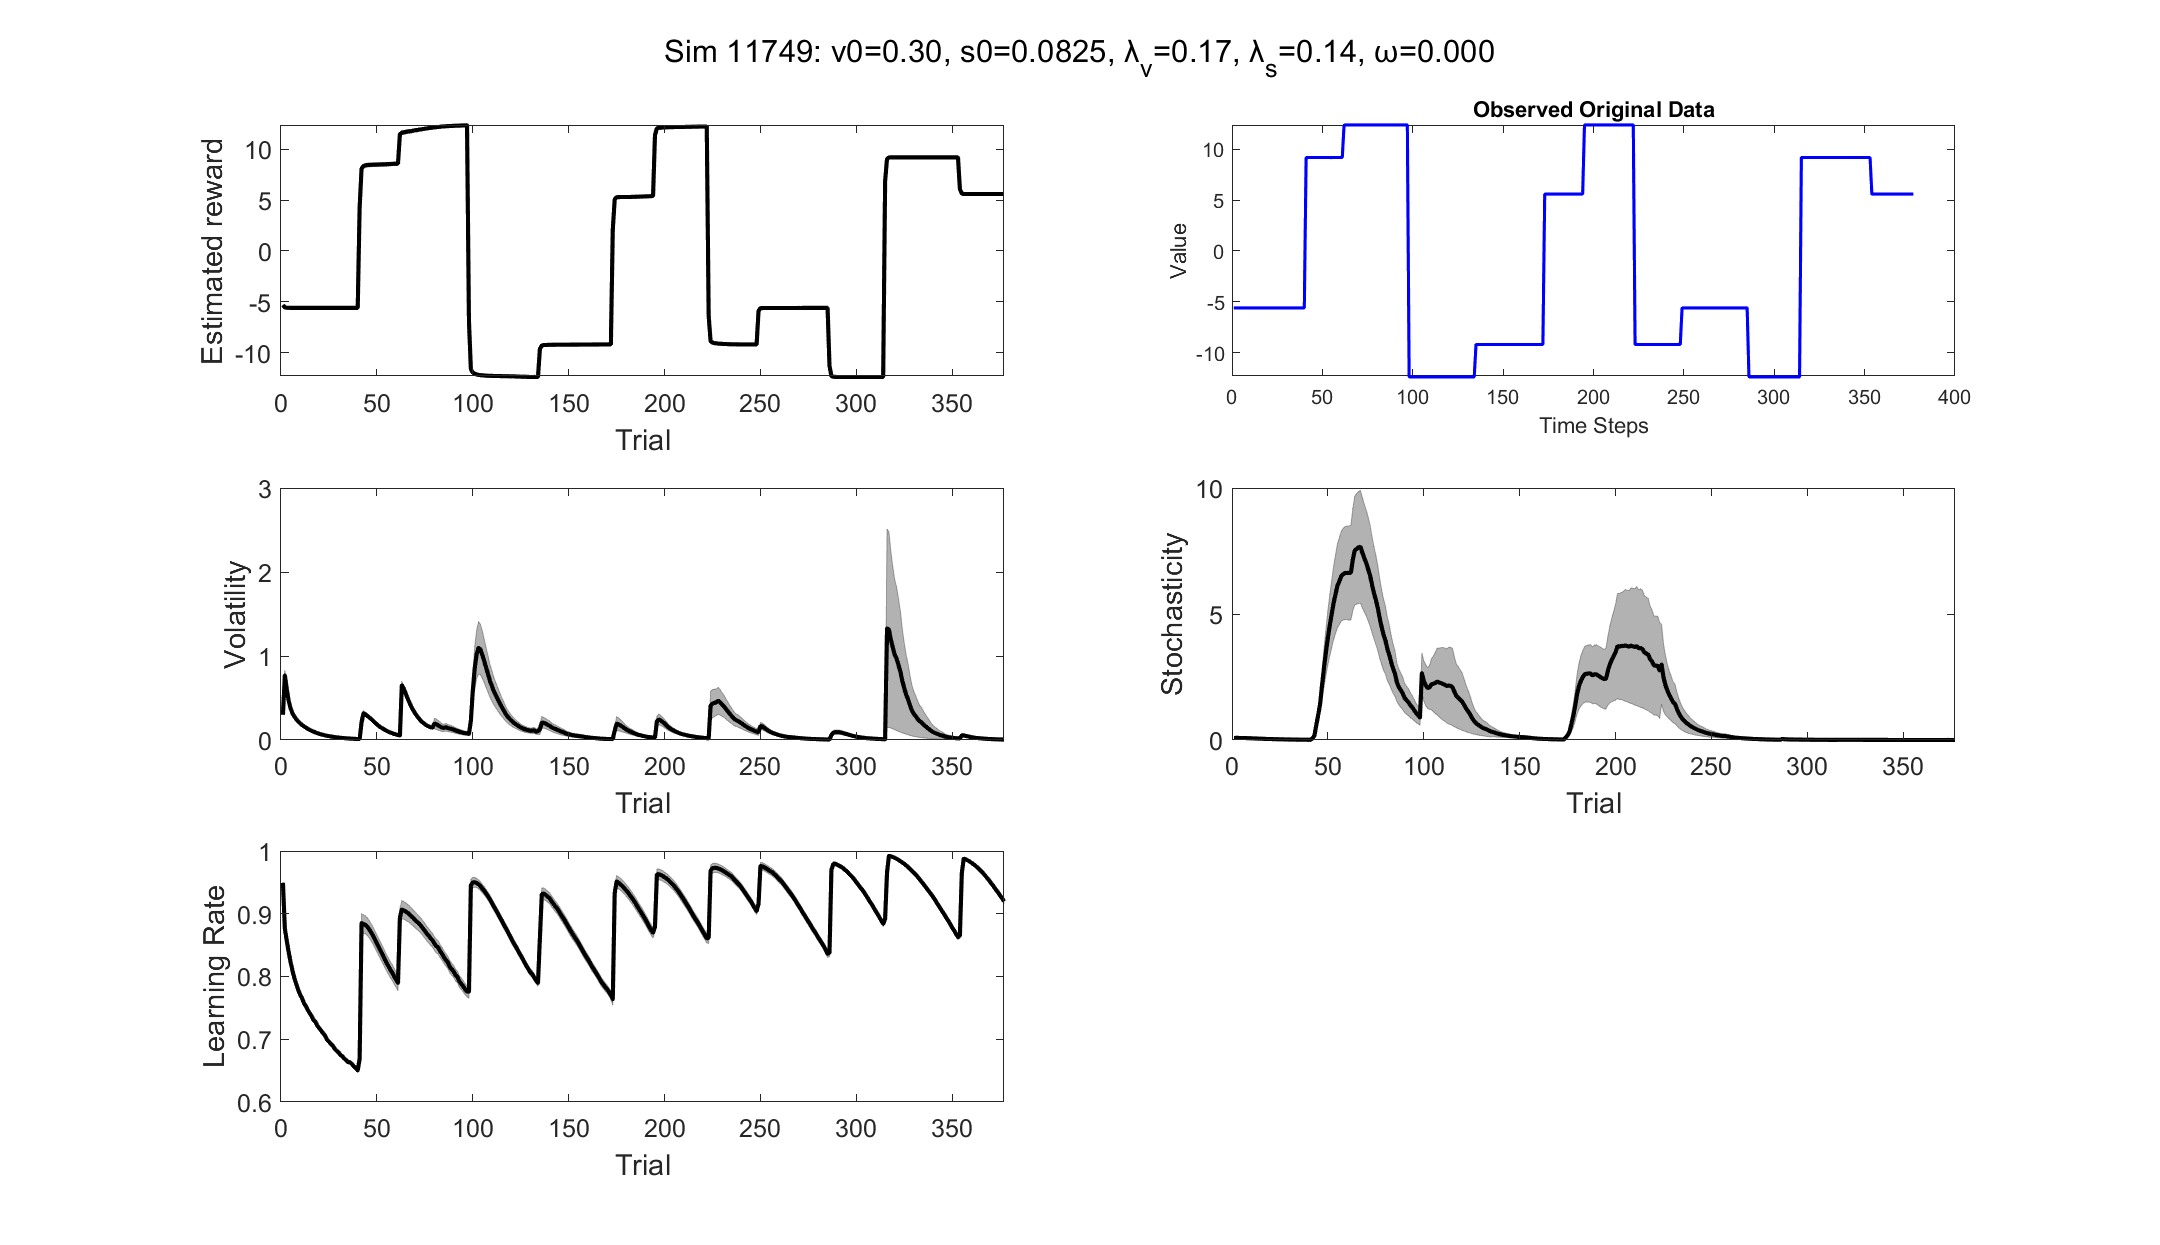 Sim 11749: v0=0.30, s0=0.0825, λv=0.17, λs=0.14, ω=0.000
Estimated reward
10
5
0
-5
-10
0 50 100 150 200 250 300 350
Trial
Observed Original Data
Value
10
5
0
-5
-10
0 50 100 150 200 250 300 350 400
Time Steps
Volatility
3
2
1
0
0 50 100 150 200 250 300 350
Trial
Stochasticity
10
5
0
0 50 100 150 200 250 300 350
Trial
Learning Rate
1
0.9
0.8
0.7
0.6
0 50 100 150 200 250 300 350
Trial